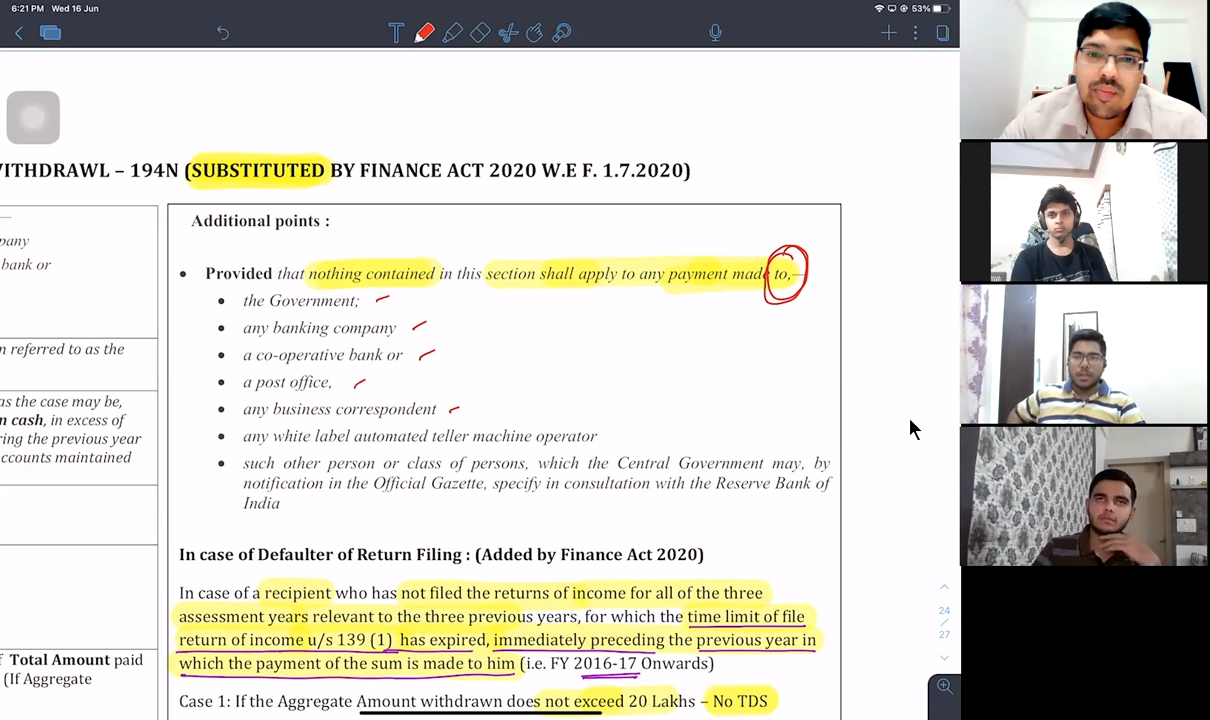 6:21 PM Wed 16 Jun
53%
VITHDRAWL – 194N (SUBSTITUTED BY FINANCE ACT 2020 W.E F. 1.7.2020)
pany
bank or
n referred to as the
as the case may be,
n cash, in excess of
ring the previous year
ccounts maintained
f Total Amount paid
(If Aggregate
Additional points :
• Provided that nothing contained in this section shall apply to any payment made to,—
• the Government;
• any banking company
• a co-operative bank or
• a post office,
• any business correspondent
• any white label automated teller machine operator
• such other person or class of persons, which the Central Government may, by
notification in the Official Gazette, specify in consultation with the Reserve Bank of
India
In case of Defaulter of Return Filing : (Added by Finance Act 2020)
In case of a recipient who has not filed the returns of income for all of the three
assessment years relevant to the three previous years, for which the time limit of file
return of income u/s 139 (1) has expired, immediately preceding the previous year in
which the payment of the sum is made to him (i.e. FY 2016-17 Onwards)
Case 1: If the Aggregate Amount withdrawn does not exceed 20 Lakhs – No TDS
24
/
27